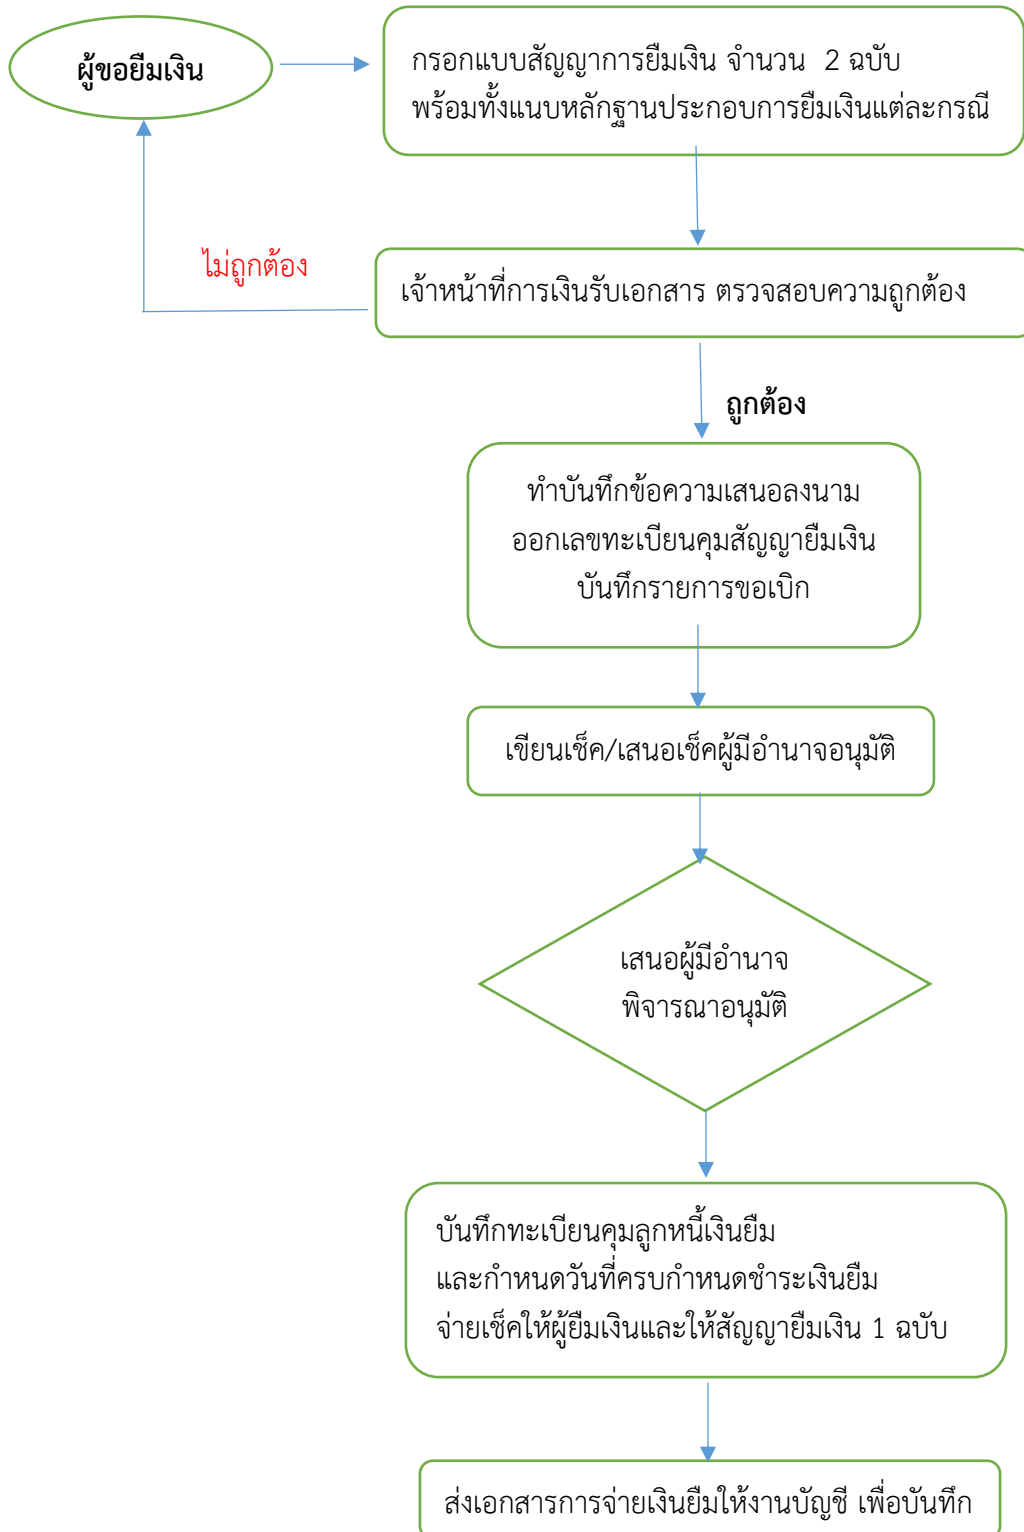 ผู้ขอยืมเงิน
กรอกแบบสัญญาการยืมเงิน จำนวน  2 ฉบับ
พร้อมทั้งแนบหลักฐานประกอบการยืมเงินแต่ละกรณี
ไม่ถูกต้อง
เจ้าหน้าที่การเงินรับเอกสาร ตรวจสอบความถูกต้อง
ถูกต้อง
ทำบันทึกข้อความเสนอลงนาม
ออกเลขทะเบียนคุมสัญญายืมเงิน
บันทึกรายการขอเบิก
เขียนเช็ค/เสนอเช็คผู้มีอำนาจอนุมัติ
เสนอผู้มีอำนาจ
พิจารณาอนุมัติ
บันทึกทะเบียนคุมลูกหนี้เงินยืม
และกำหนดวันที่ครบกำหนดชำระเงินยืม
จ่ายเช็คให้ผู้ยืมเงินและให้สัญญายืมเงิน 1 ฉบับ
ส่งเอกสารการจ่ายเงินยืมให้งานบัญชี เพื่อบันทึก